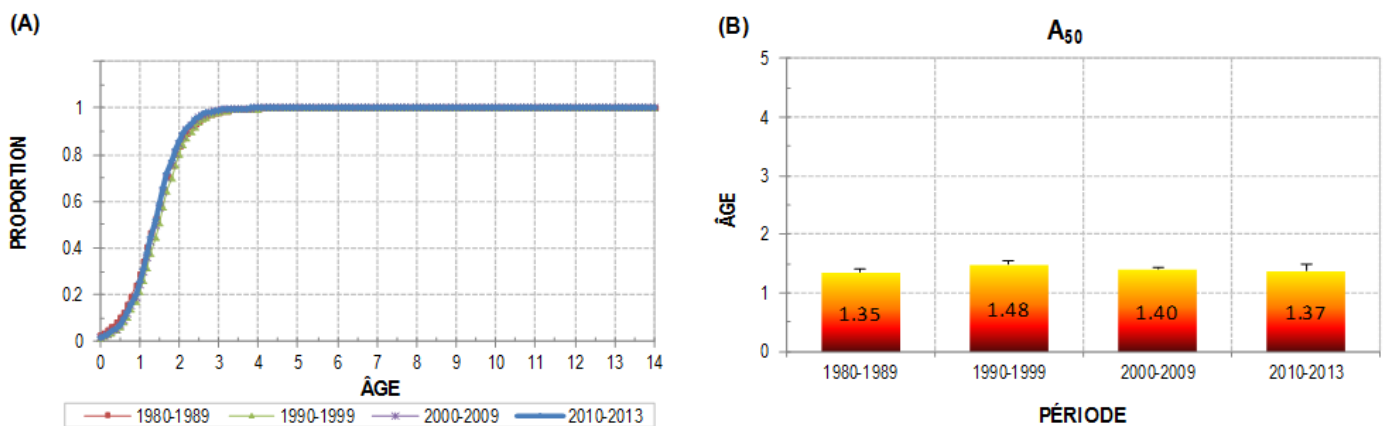 (A)
PROPORTION
1
0.8
0.6
0.4
0.2
0
0 1 2 3 4 5 6 7 8 9 10 11 12 13 14
ÂGE
1980-1989 1990-1999 2000-2009 2010-2013
(B)
A50
ÂGE
5
4
3
2
1
0
1.35 1.48 1.40 1.37
1980-1989 1990-1999 2000-2009 2010-2013
PÉRIODE